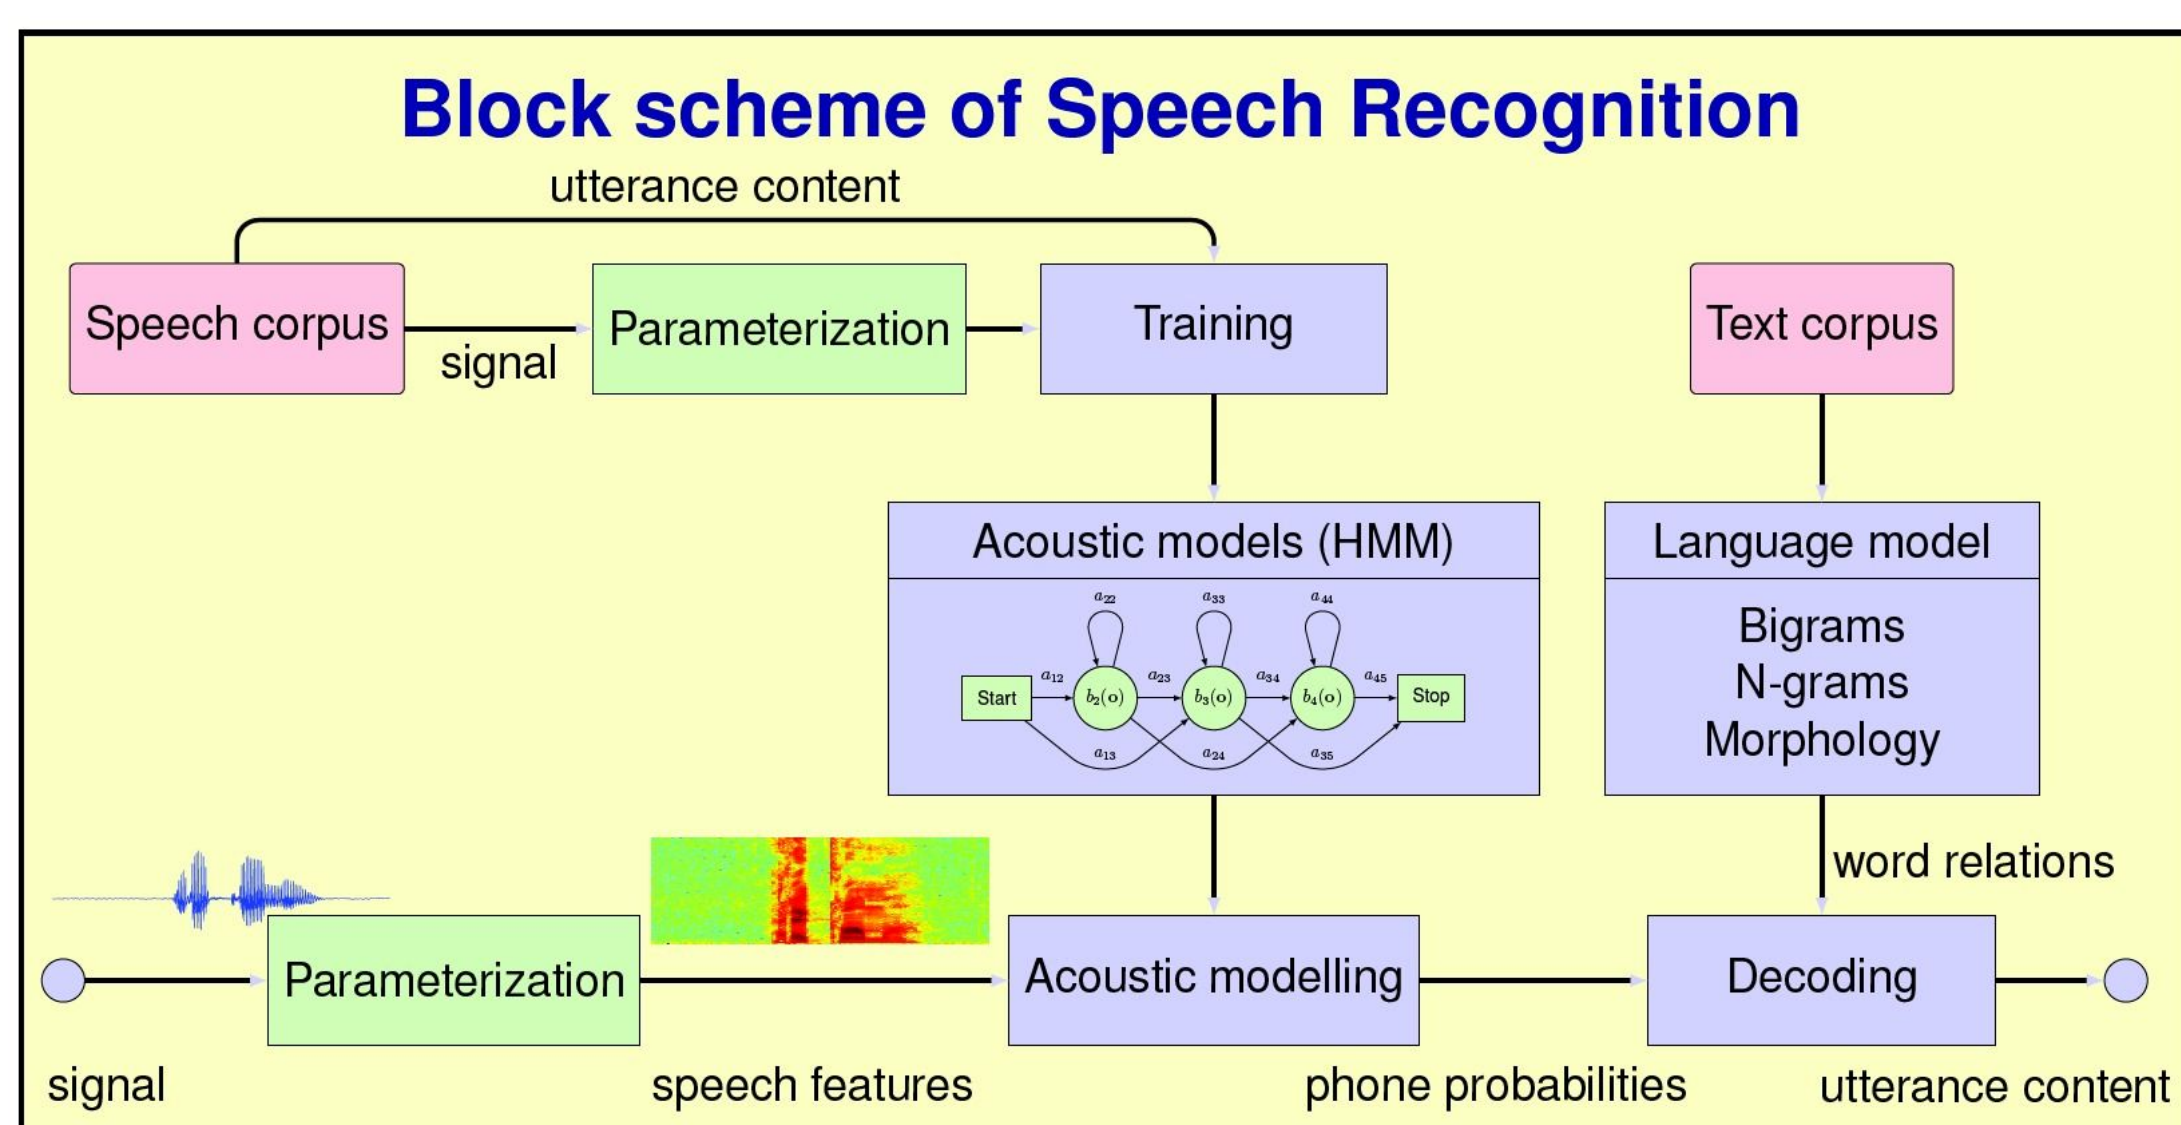 Block scheme of Speech Recognition
utterance content
Speech corpus
signal
Parameterization
Training
Text corpus
Acoustic models (HMM)
a22
a33
a44
Start
a12
b2(o)
a23
b3(o)
a34
b4(o)
a45
Stop
a13
a24
a35
Language model
Bigrams
N-grams
Morphology
word relations
Parameterization
Acoustic modelling
Decoding
signal
speech features
phone probabilities
utterance content